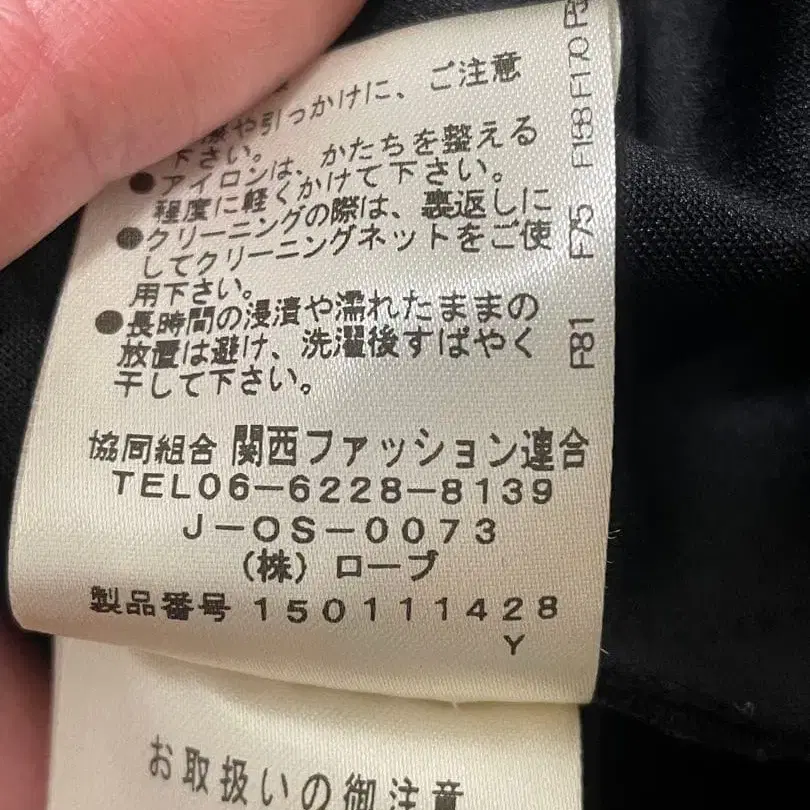 や引っかけに、ご注意
下さい。
●アイロンは、かたちを整える
程度に軽くかけて下さい。
●クリーニングの際は、裏返しに
してクリーニングネットをご使
用下さい。
●長時間の浸漬や濡れたままの
放置は避け、洗濯後すばやく
干して下さい。
協同組合 関西ファッション連合
TEL06-6228-8139
J-OS-0073
(株) ローブ
製品番号 150111428
Y
F81 F75 F158 F170
お取扱いの御注意